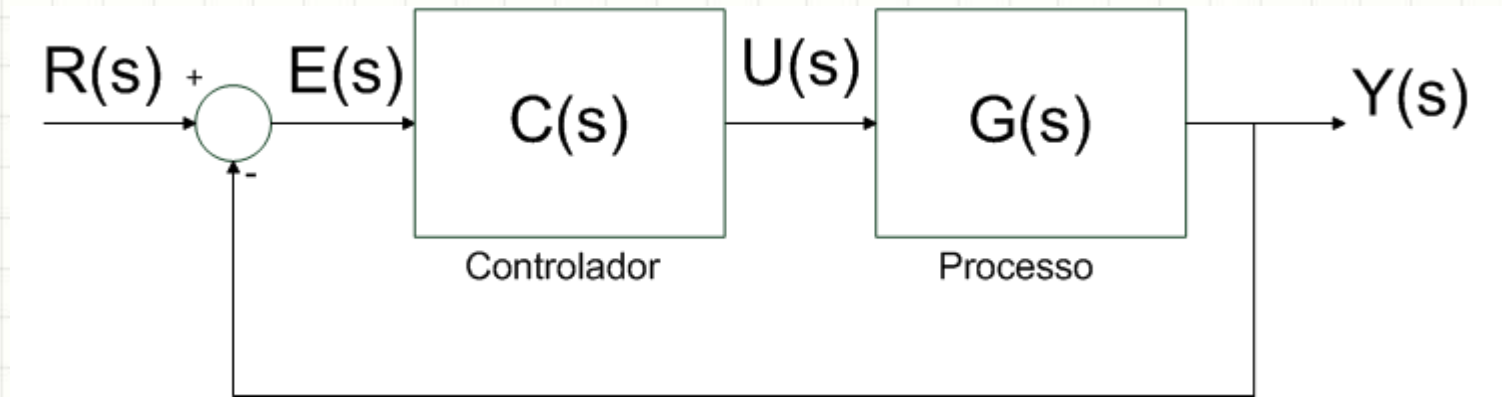 R(s)
+
E(s)
C(s)
U(s)
G(s)
Y(s)
-
Controlador
Processo